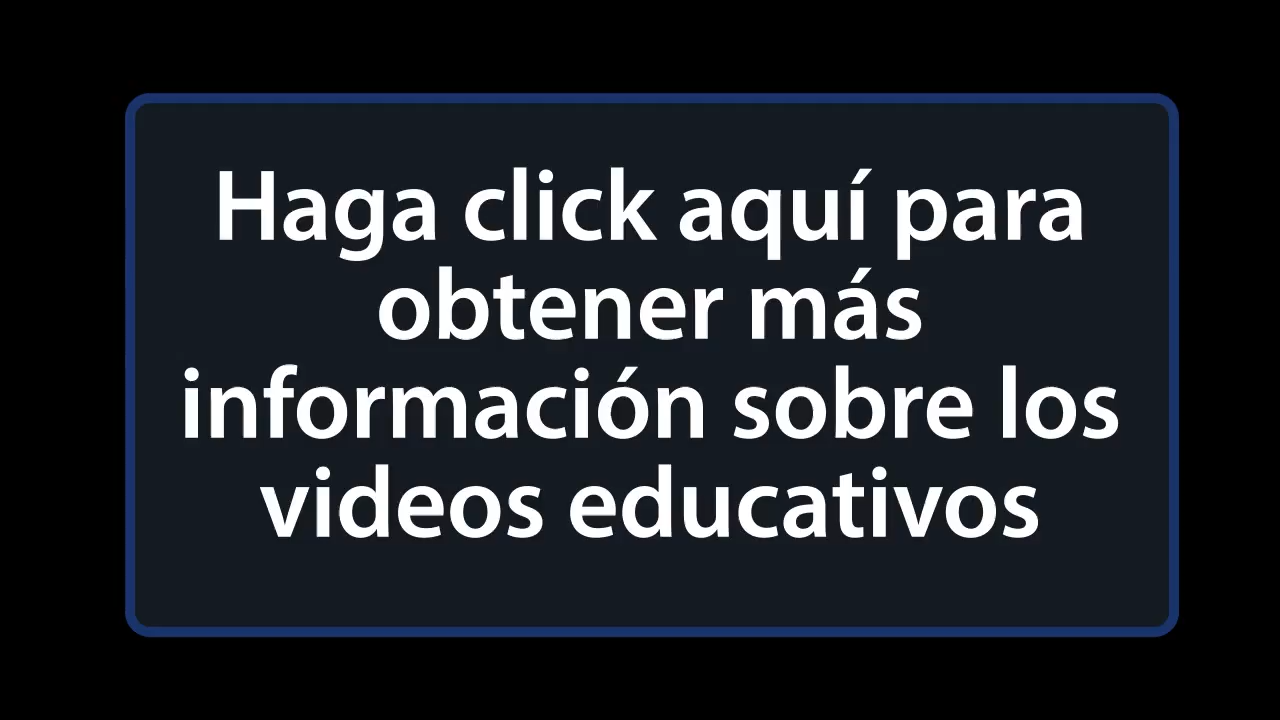 Haga click aquí para
obtener más
información sobre los
videos educativos